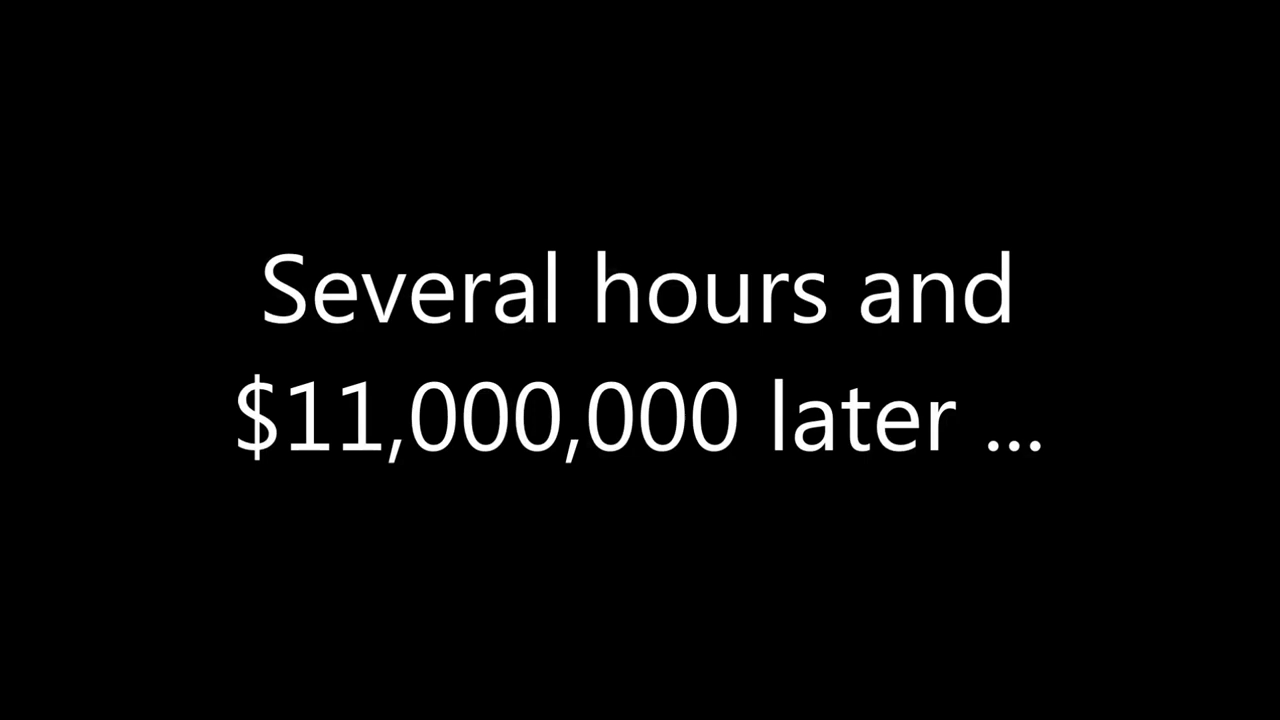 Several hours and
$11,000,000 later ...